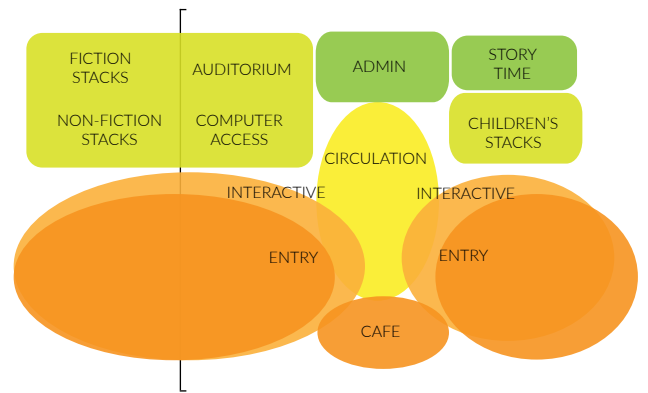 FICTION
STACKS
AUDITORIUM
ADMIN
STORY
TIME
NON-FICTION
STACKS
COMPUTER
ACCESS
CHILDREN'S
STACKS
CIRCULATION
INTERACTIVE
INTERACTIVE
ENTRY
ENTRY
CAFE